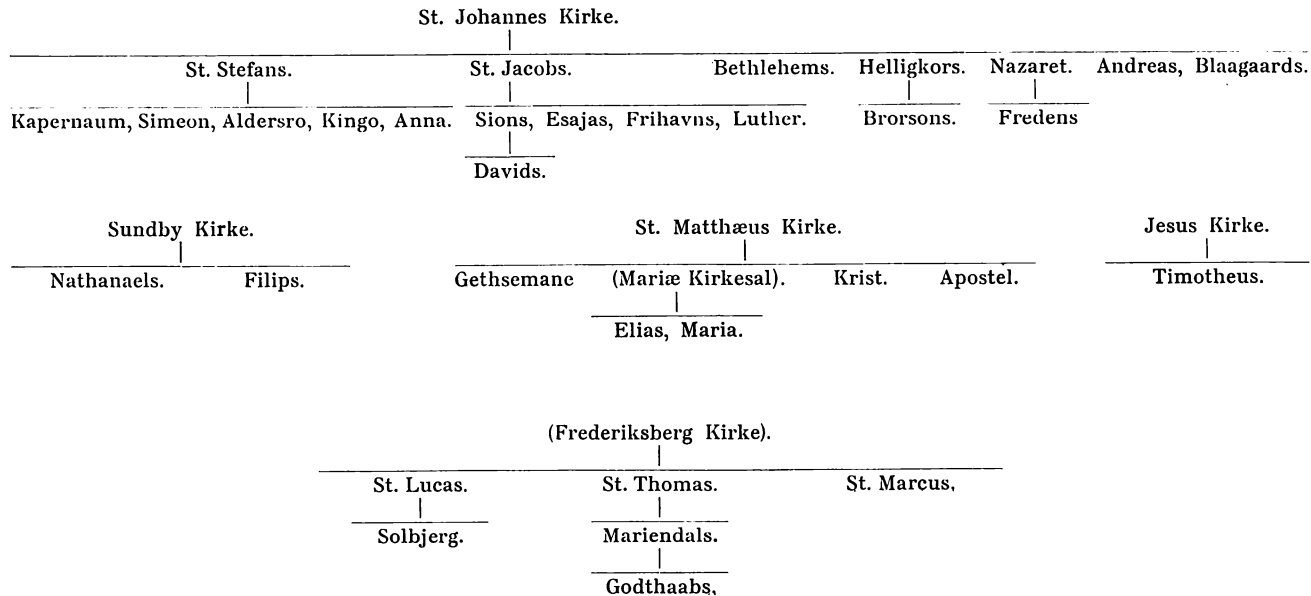 St. Johannes Kirke.
St. Stefans. St. Jacobs. Bethlehems. Helligkors. Nazaret. Andreas, Blaagaards.
Kapernaum, Simeon, Aldersro, Kingo, Anna. Sions, Esajas, Frihavns, Luther. Brorsons. Fredens
Davids.
Sundby Kirke. St. Matthæus Kirke. Jesus Kirke.
Nathanaels. Filips. Gethsemane (Mariæ Kirkesal). Krist. Apostel. Timotheus.
Elias, Maria.
(Frederiksberg Kirke).
St. Lucas. St. Thomas. St. Marcus,
Solbjerg. Mariendals.
Godthaabs,